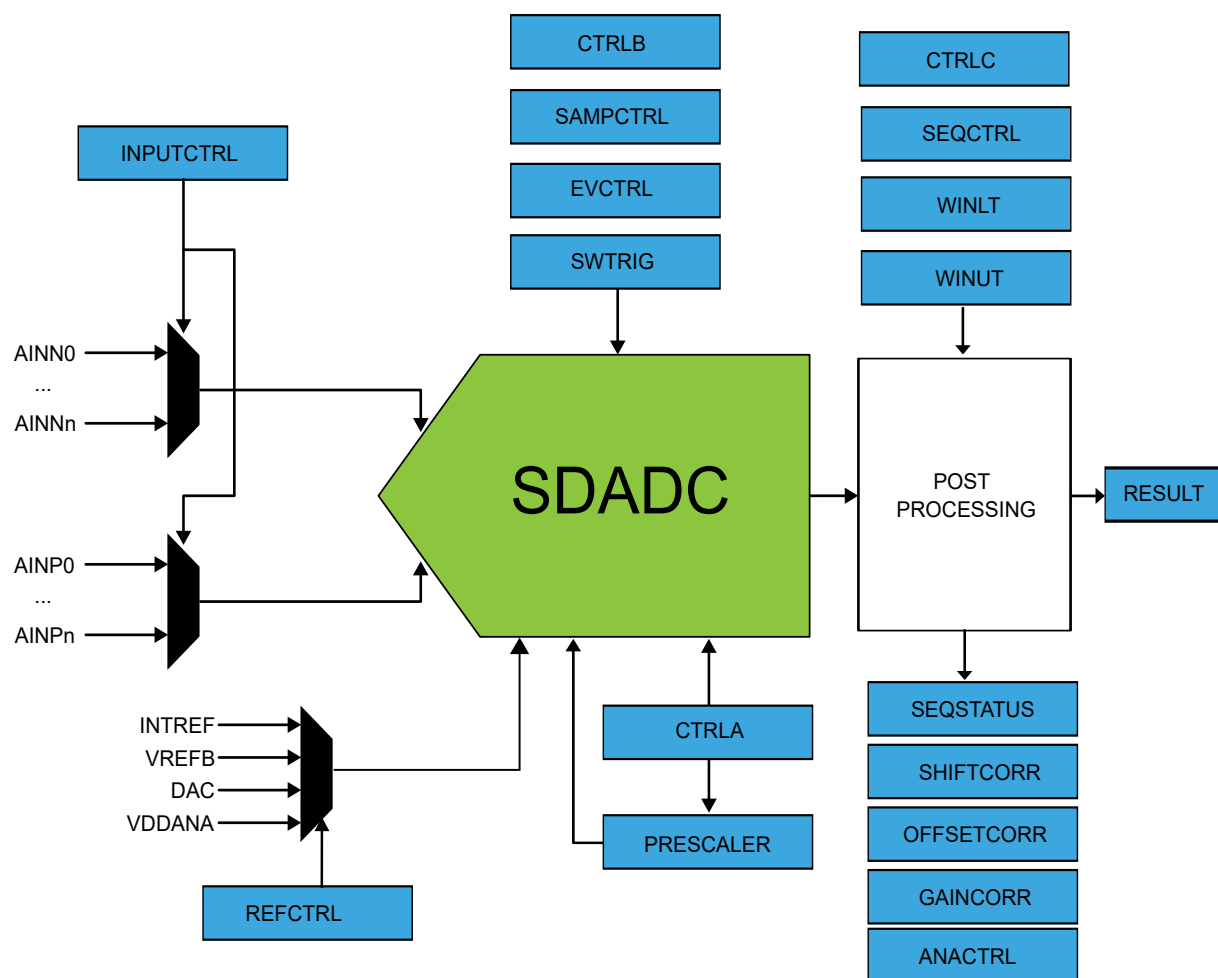 CTRLB
CTRLC
SAMPCTRL
SEQCTRL
INPUTCTRL
EVCTRL
WINLT
SWTRIG
WINUT
AINN0
...
AINNn
SDADC
POST
PROCESSING
RESULT
AINP0
...
AINPn
INTREF
VREFB
DAC
VDDANA
CTRLA
SEQSTATUS
SHIFTCORR
PRESCALER
OFFSETCORR
REFCTRL
GAINCORR
ANACTRL